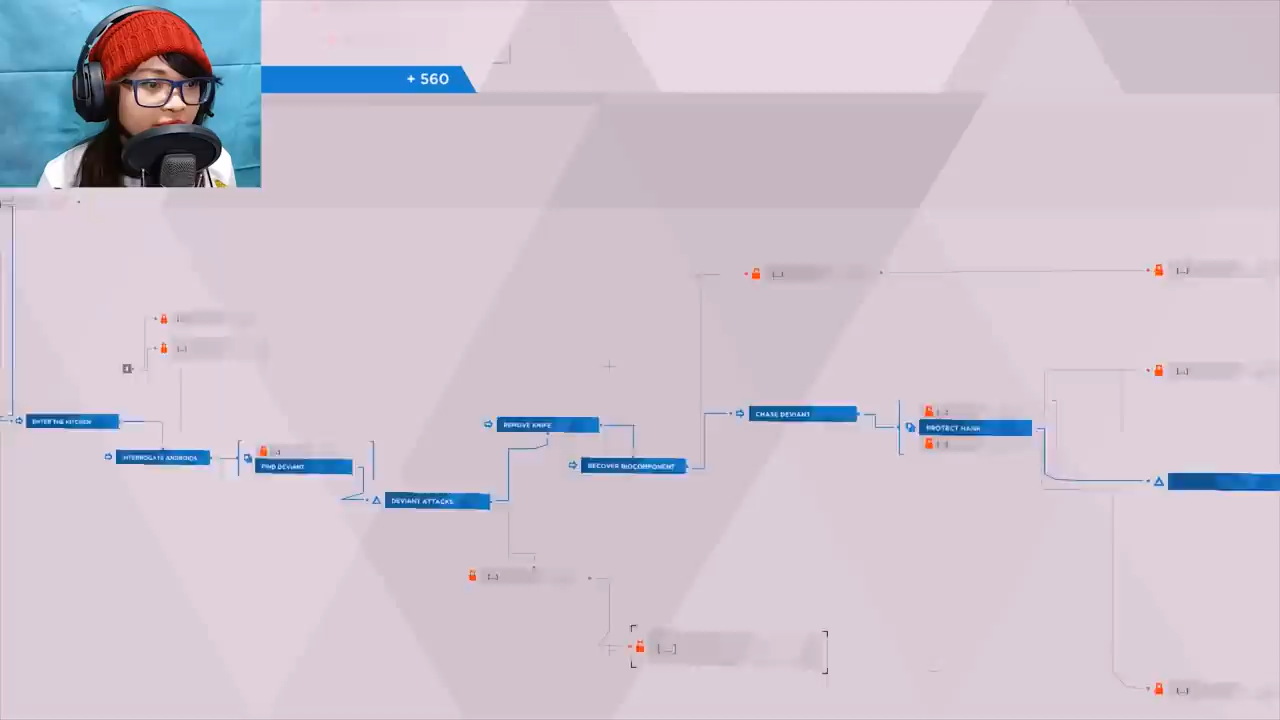 + 560
[...]
[...]
[...]
[...]
[...]
ENTER THE KITCHEN
INTERROGATE ANDROIDS
[...]
FIND DEVIANT
DEVIANT ATTACKS
REMOVE KNIFE
RECOVER BIOCOMPONENT
CHASE DEVIANT
[...]
PROTECT HANK
[...]
[...]
[...]
[...]